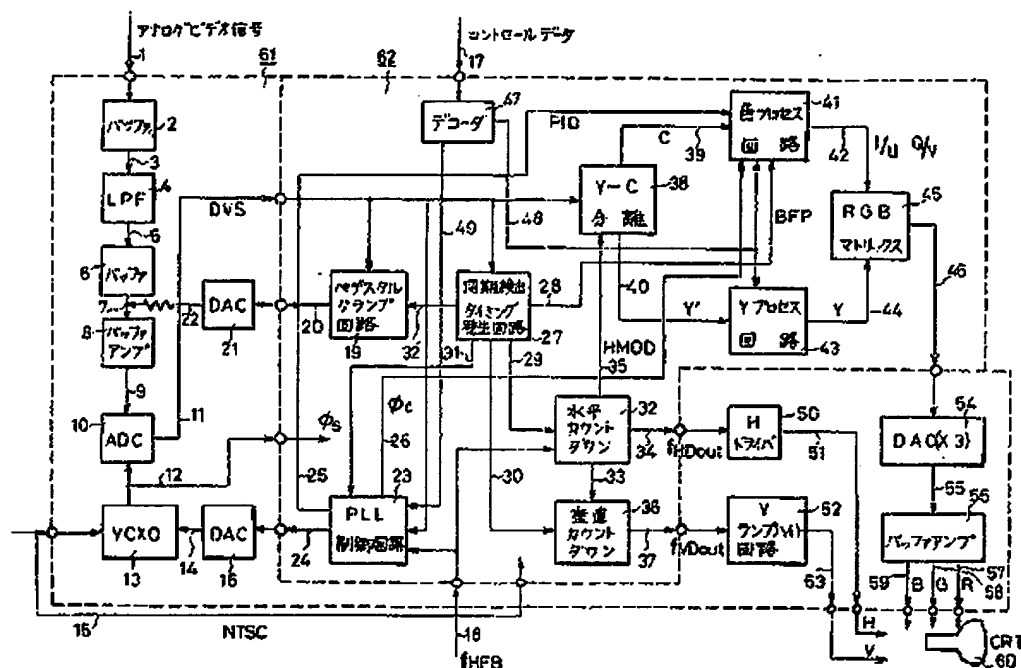 アナログビデオ信号
コントロールデータ
1
61
62
17
バッファ
2
3
LPF
4
5
バッファ
6
7
22
バッファ
アンプ
8
9
ADC
10
11
12
VCXO
13
14
DAC
16
15
NTSC
DVS
DAC
21
20
ペデスタル
クランプ
回路
19
32
デコーダ
47
49
48
同期検出
タイミング
発生回路
27
28
29
30
31
φs
φc
25
26
PLL
制御回路
23
24
18
fHFB
PID
C
39
Y-C
分離
38
40
Y'
HMOD
35
色プロセス
回路
41
42
I/U Q/V
BFP
Yプロセス
回路
43
Y
44
RGB
マトリックス
45
46
水平
カウント
ダウン
32
34
33
垂直
カウント
ダウン
36
37
fHDout
fVDout
H
ドライバ
50
51
V
回路
52
53
DAC(X3)
54
55
バッファアンプ
56
57
58
59
B
G
R
H
V
CRT
60